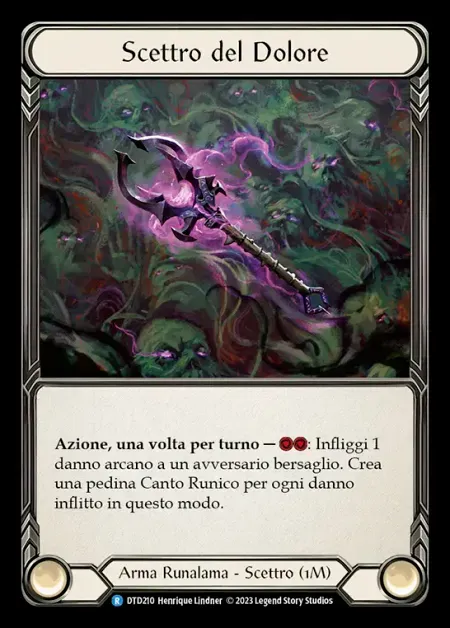 Scettro del Dolore
Azione, una volta per turno — : Infliggi 1
danno arcano a un avversario bersaglio. Crea
una pedina Canto Runico per ogni danno
inflitto in questo modo.
Arma Runalama - Scettro (1M)
R DTD210 Henrique Lindner © 2023 Legend Story Studios